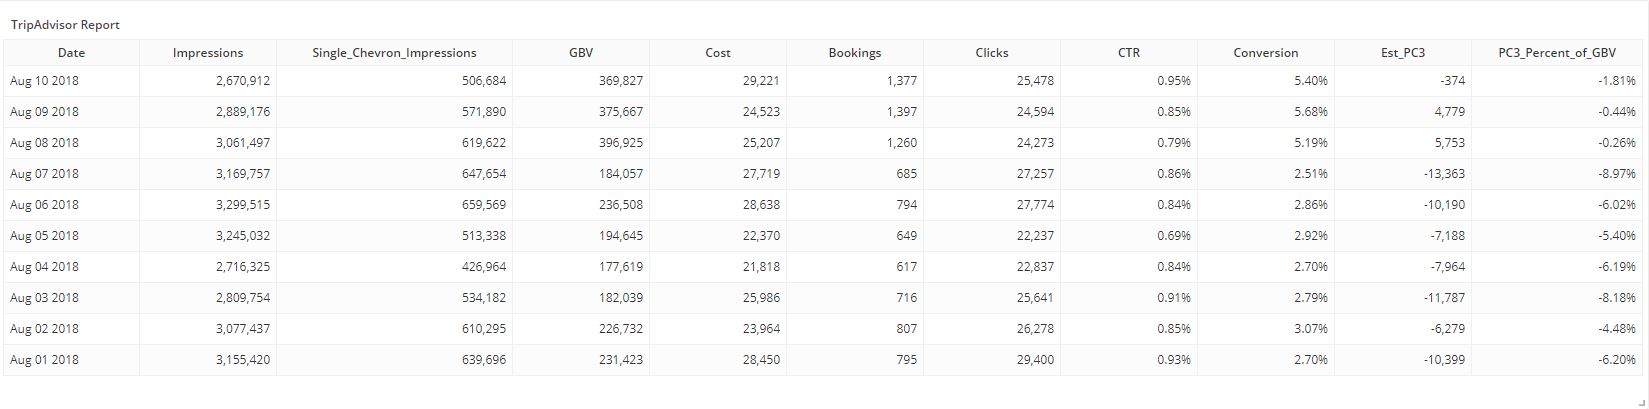 TripAdvisor Report
Date Impressions Single_Chevron_Impressions GBV Cost Bookings Clicks CTR Conversion Est_PC3 PC3_Percent_of_GBV
Aug 10 2018 2,670,912 506,684 369,827 29,221 1,377 25,478 0.95% 5.40% -374 -1.81%
Aug 09 2018 2,889,176 571,890 375,667 24,523 1,397 24,594 0.85% 5.68% 4,779 -0.44%
Aug 08 2018 3,061,497 619,622 396,925 25,207 1,260 24,273 0.79% 5.19% 5,753 -0.26%
Aug 07 2018 3,169,757 647,654 184,057 27,719 685 27,257 0.86% 2.51% -13,363 -8.97%
Aug 06 2018 3,299,515 659,569 236,508 28,638 794 27,774 0.84% 2.86% -10,190 -6.02%
Aug 05 2018 3,245,032 513,338 194,645 22,370 649 22,237 0.69% 2.92% -7,188 -5.40%
Aug 04 2018 2,716,325 426,964 177,619 21,818 617 22,837 0.84% 2.70% -7,964 -6.19%
Aug 03 2018 2,809,754 534,182 182,039 25,986 716 25,641 0.91% 2.79% -11,787 -8.18%
Aug 02 2018 3,077,437 610,295 226,732 23,964 807 26,278 0.85% 3.07% -6,279 -4.48%
Aug 01 2018 3,155,420 639,696 231,423 28,450 795 29,400 0.93% 2.70% -10,399 -6.20%